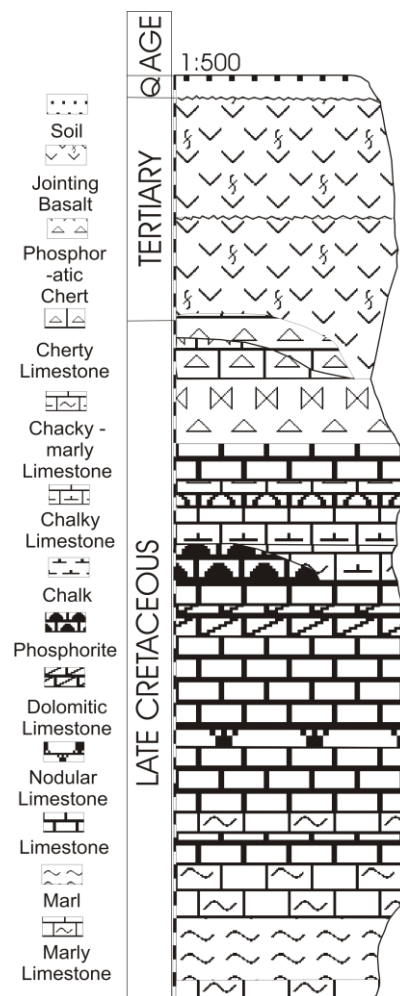 Q AGE
1:500
TERTIARY
LATE CRETACEOUS
Soil
Jointing
Basalt
Phosphor
-atic
Chert
Cherty
Limestone
Chacky -
marly
Limestone
Chalky
Limestone
Chalk
Phosphorite
Dolomitic
Limestone
Nodular
Limestone
Limestone
Marl
Marly
Limestone